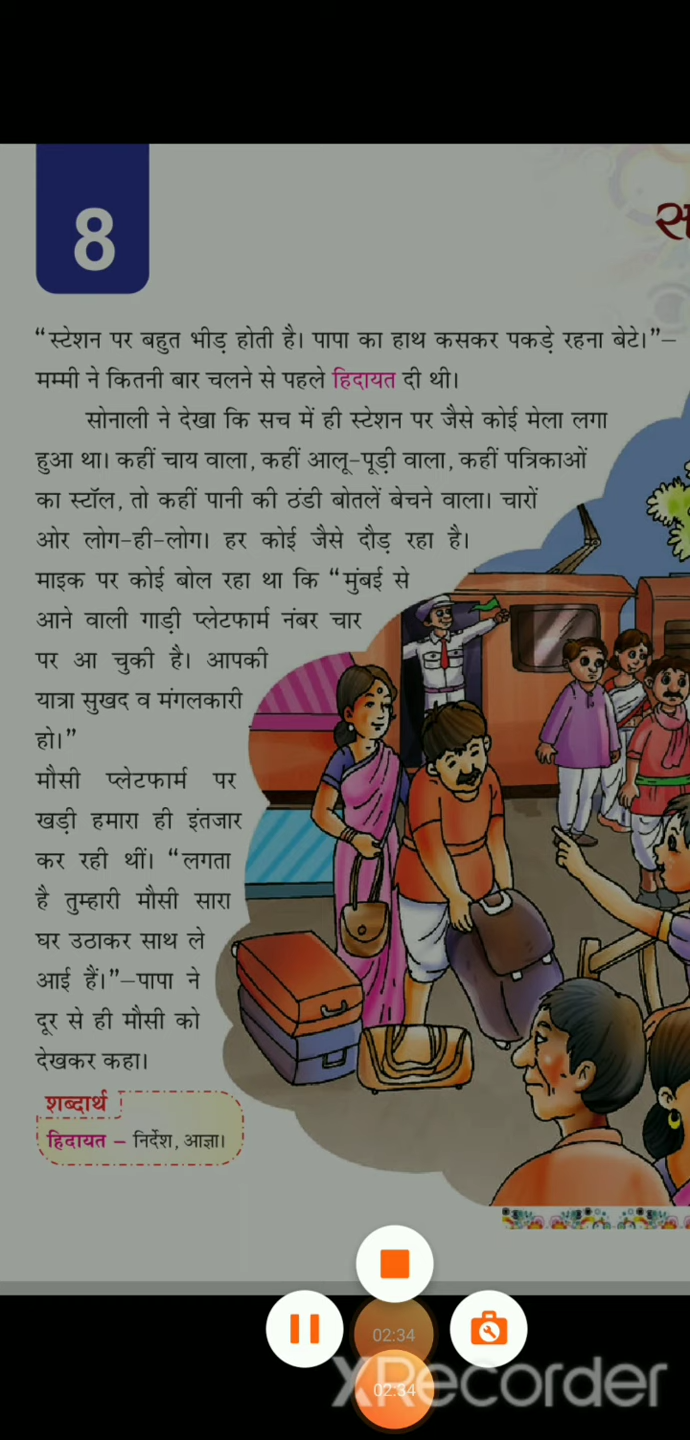 8
स
“स्टेशन पर बहुत भीड़ होती है। पापा का हाथ कसकर पकड़े रहना बेटे।”–
मम्मी ने कितनी बार चलने से पहले हिदायत दी थी।
सोनाली ने देखा कि सच में ही स्टेशन पर जैसे कोई मेला लगा
हुआ था। कहीं चाय वाला, कहीं आलू-पूड़ी वाला, कहीं पत्रिकाओं
का स्टॉल, तो कहीं पानी की ठंडी बोतलें बेचने वाला। चारों
ओर लोग-ही-लोग। हर कोई जैसे दौड़ रहा है।
माइक पर कोई बोल रहा था कि “मुंबई से
आने वाली गाड़ी प्लेटफार्म नंबर चार
पर आ चुकी है। आपकी
यात्रा सुखद व मंगलकारी
हो।”
मौसी प्लेटफार्म पर
खड़ी हमारा ही इंतजार
कर रही थीं। “लगता
है तुम्हारी मौसी सारा
घर उठाकर साथ ले
आई हैं।”–पापा ने
दूर से ही मौसी को
देखकर कहा।
शब्दार्थ
हिदायत – निर्देश, आज्ञा।
02:34
02:34
XRecorder